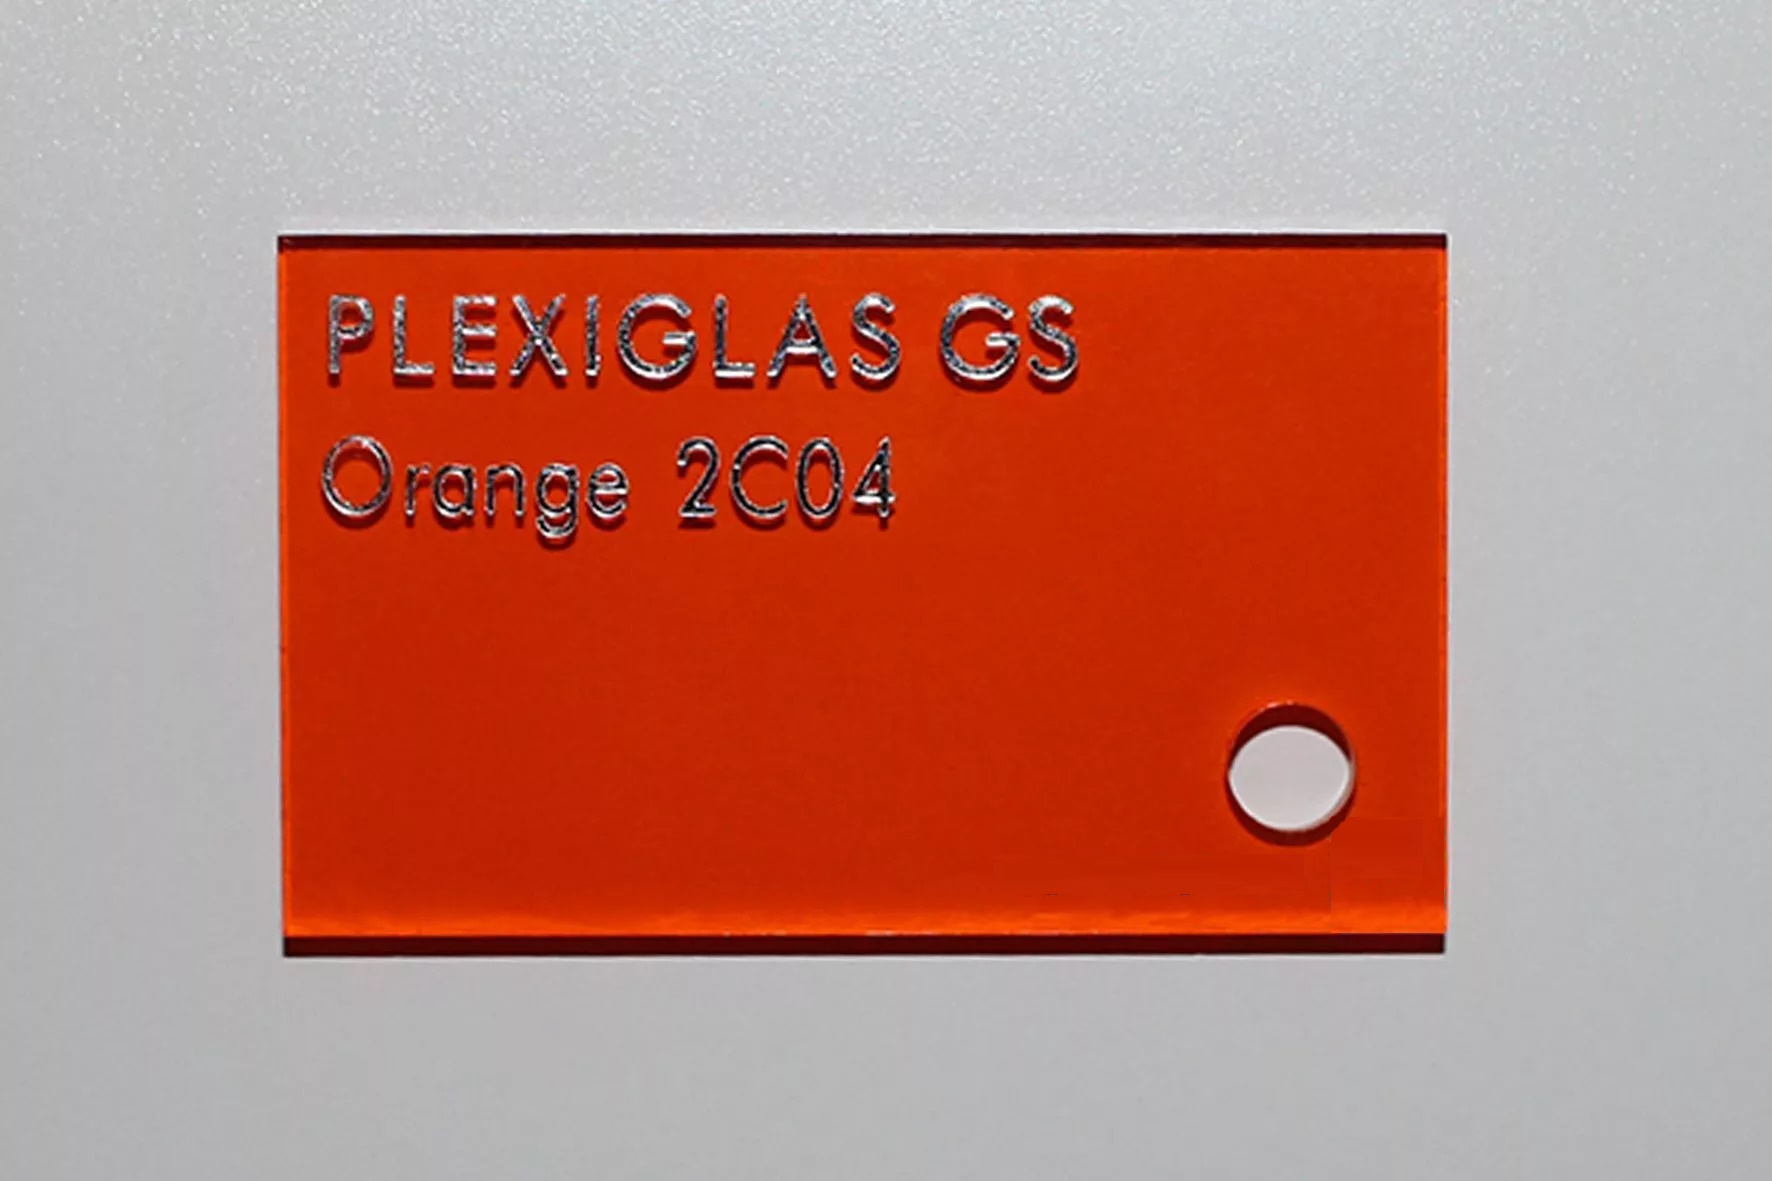 PLEXIGLAS GS
Orange 2C04